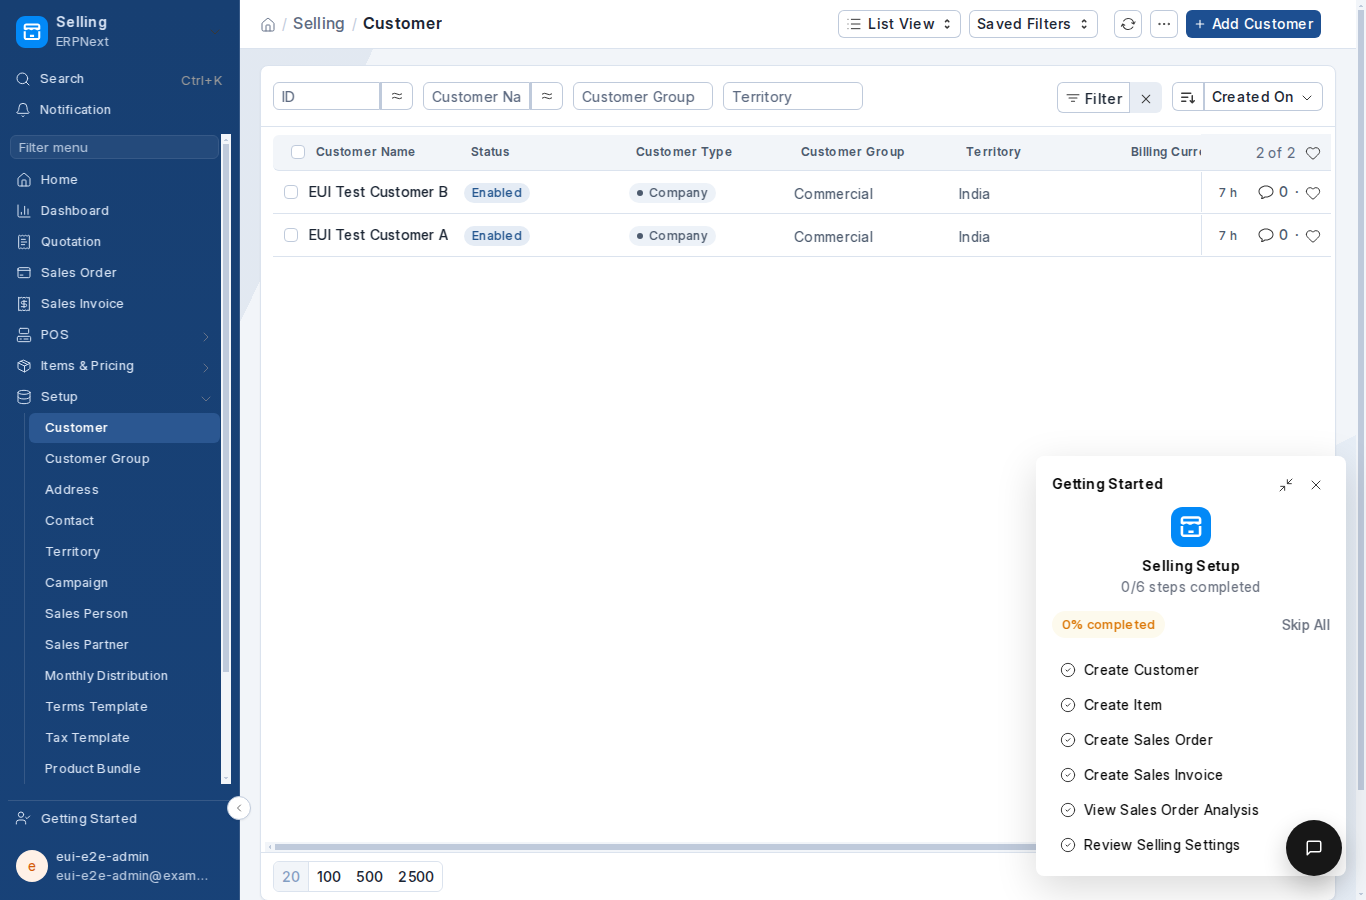 Selling
ERPNext
Search
Ctrl+K
Notification
Filter menu
Home
Dashboard
Quotation
Sales Order
Sales Invoice
POS
Items & Pricing
Setup
Customer
Customer Group
Address
Contact
Territory
Campaign
Sales Person
Sales Partner
Monthly Distribution
Terms Template
Tax Template
Product Bundle
Getting Started
e
eui-e2e-admin
eui-e2e-admin@exam...
/ Selling / Customer
List View
Saved Filters
+ Add Customer
ID
Customer Na
Customer Group
Territory
Filter
Created On
Customer Name Status Customer Type Customer Group Territory Billing Curre 2 of 2
EUI Test Customer B Enabled Company Commercial India 7 h 0 ·
EUI Test Customer A Enabled Company Commercial India 7 h 0 ·
20 100 500 2500
Getting Started
Selling Setup
0/6 steps completed
0% completed
Skip All
Create Customer
Create Item
Create Sales Order
Create Sales Invoice
View Sales Order Analysis
Review Selling Settings